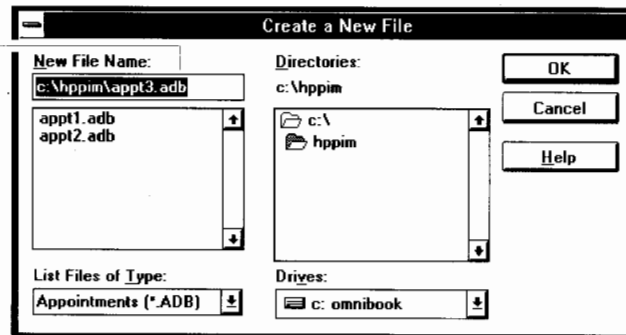 Create a New File
New File Name:
c:\hppim\appt3.adb
appt1.adb
appt2.adb
List Files of Type:
Appointments (*.ADB)
Directories:
c:\hppim
c:\
hppim
Drives:
c: omnibook
OK
Cancel
Help